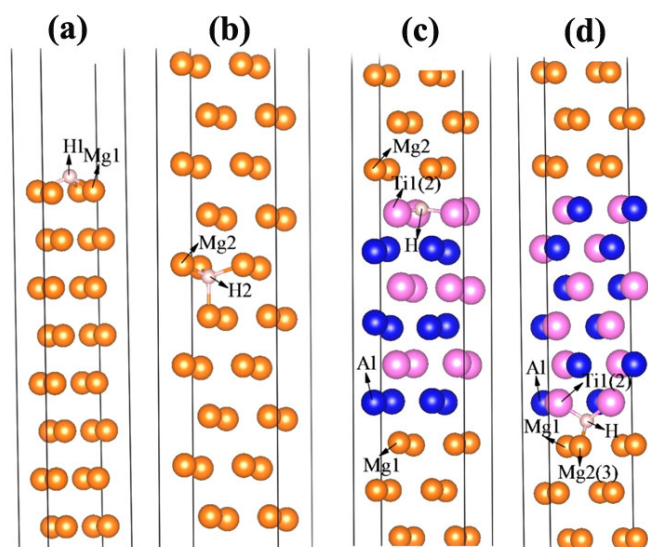 (a)
H1
Mg1
(b)
Mg2
H2
(c)
Mg2
Ti1(2)
H
Al
Mg1
(d)
Al
Ti1(2)
Mg1
H
Mg2(3)